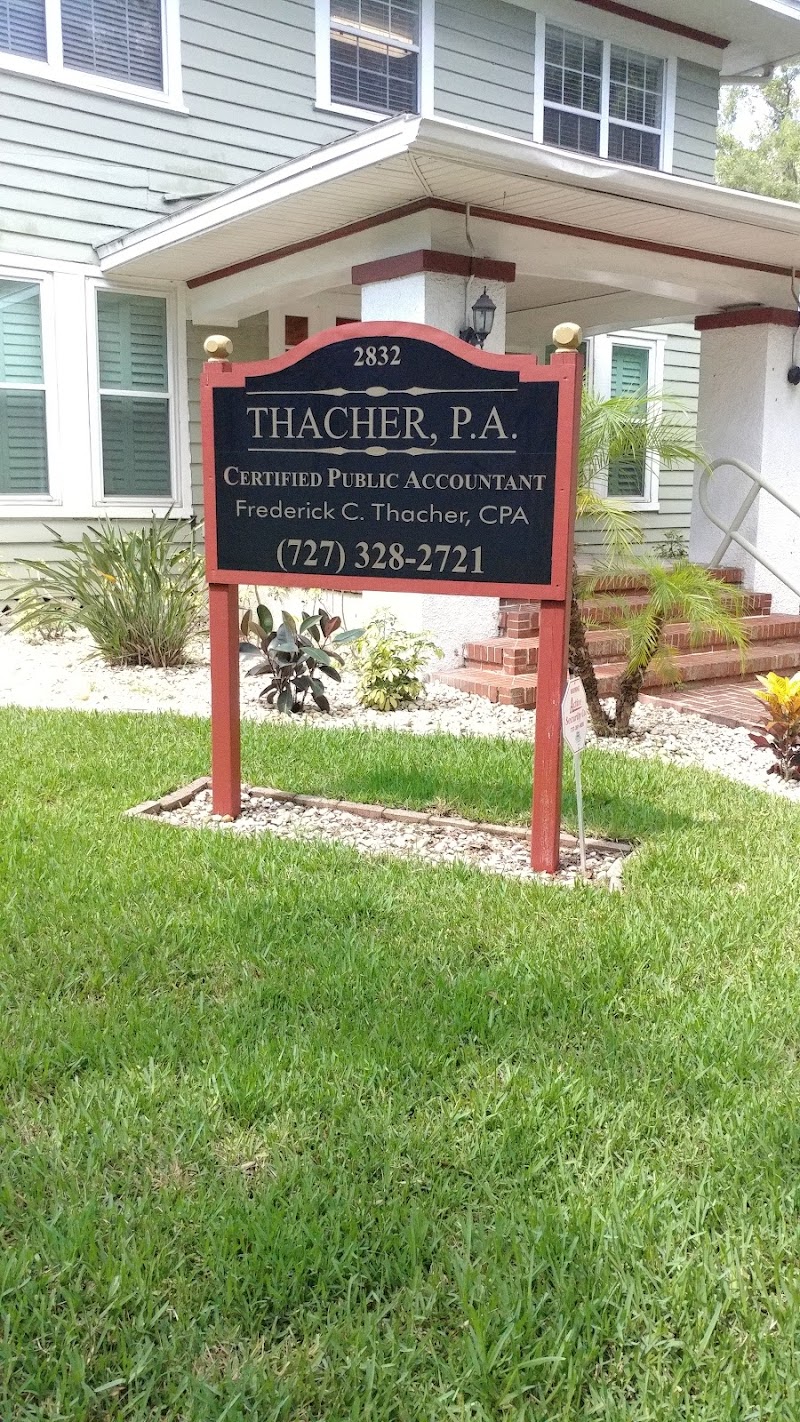 2832
THACHER, P.A.
CERTIFIED PUBLIC ACCOUNTANT
Frederick C. Thacher, CPA
(727) 328-2721